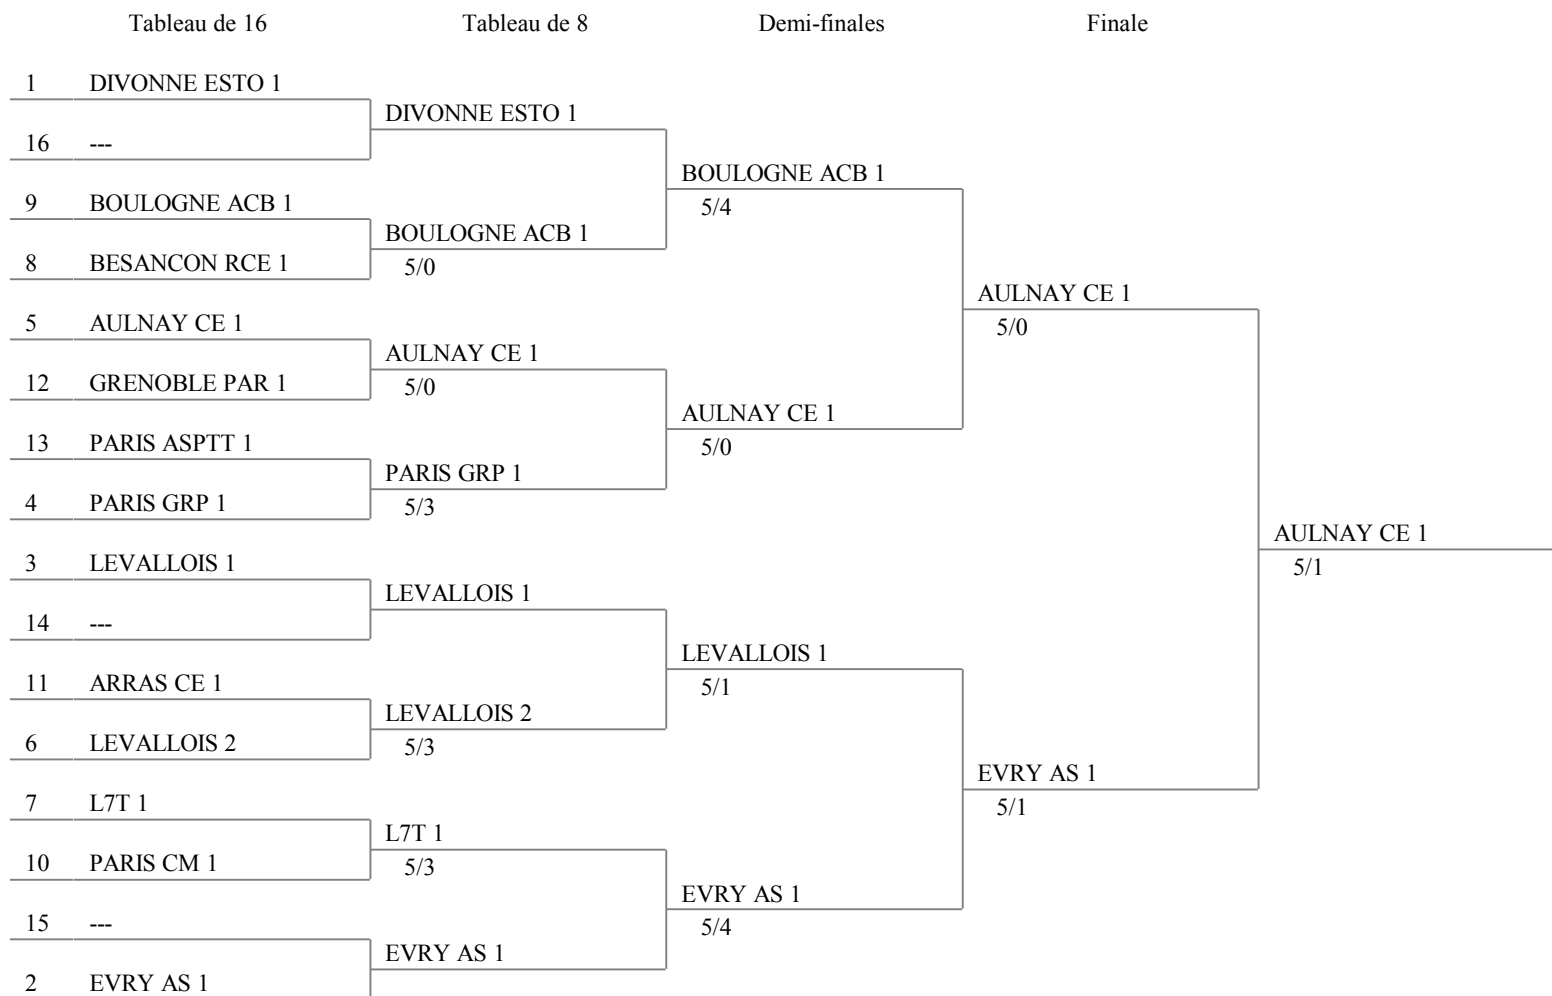 Tableau de 16 Tableau de 8 Demi-finales Finale
1 DIVONNE ESTO 1
DIVONNE ESTO 1
16 ---
BOULOGNE ACB 1
9 BOULOGNE ACB 1
5/4
BOULOGNE ACB 1
8 BESANCON RCE 1
5/0
AULNAY CE 1
5 AULNAY CE 1
5/0
AULNAY CE 1
12 GRENOBLE PAR 1
5/0
AULNAY CE 1
13 PARIS ASPTT 1
5/0
PARIS GRP 1
4 PARIS GRP 1
5/3
AULNAY CE 1
3 LEVALLOIS 1
5/1
LEVALLOIS 1
14 ---
LEVALLOIS 1
11 ARRAS CE 1
5/1
LEVALLOIS 2
6 LEVALLOIS 2
5/3
EVRY AS 1
7 L7T 1
5/1
L7T 1
10 PARIS CM 1
5/3
EVRY AS 1
15 ---
5/4
EVRY AS 1
2 EVRY AS 1